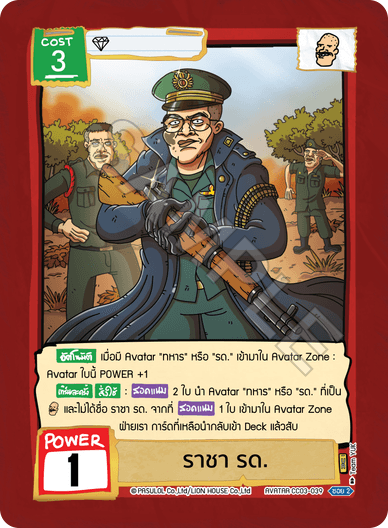 COST
3
อัตโนมัติ เมื่อมี Avatar "ทหาร" หรือ "รด." เข้ามาใน Avatar Zone :
Avatar ใบนี้ POWER +1
: 2 ใบ นำ Avatar "ทหาร" หรือ "รด." ที่เป็น
และไม่ได้ชื่อ ราชา รด. จากที่ 1 ใบ เข้ามาใน Avatar Zone
ฝ่ายเรา การ์ดที่เหลือนำกลับเข้า Deck แล้วสับ
POWER
1
ราชา รด.
Team VUK
© PASULOL Co.,Ltd/LION HOUSE Co.,Ltd AVATAR CC03-039 ซอย 2